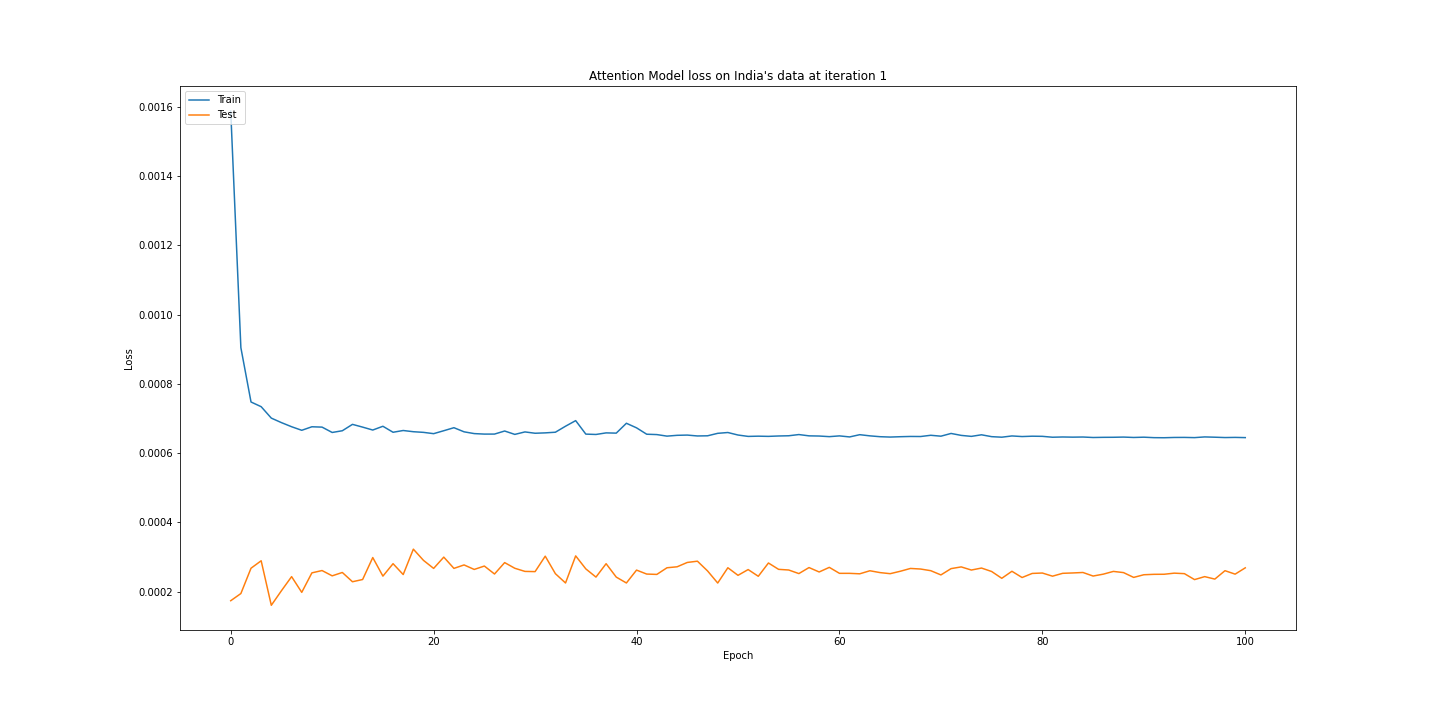 Attention Model loss on India's data at iteration 1
Train
Test
0.0016
0.0014
0.0012
0.0010
0.0008
0.0006
0.0004
0.0002
Loss
0 20 40 60 80 100
Epoch